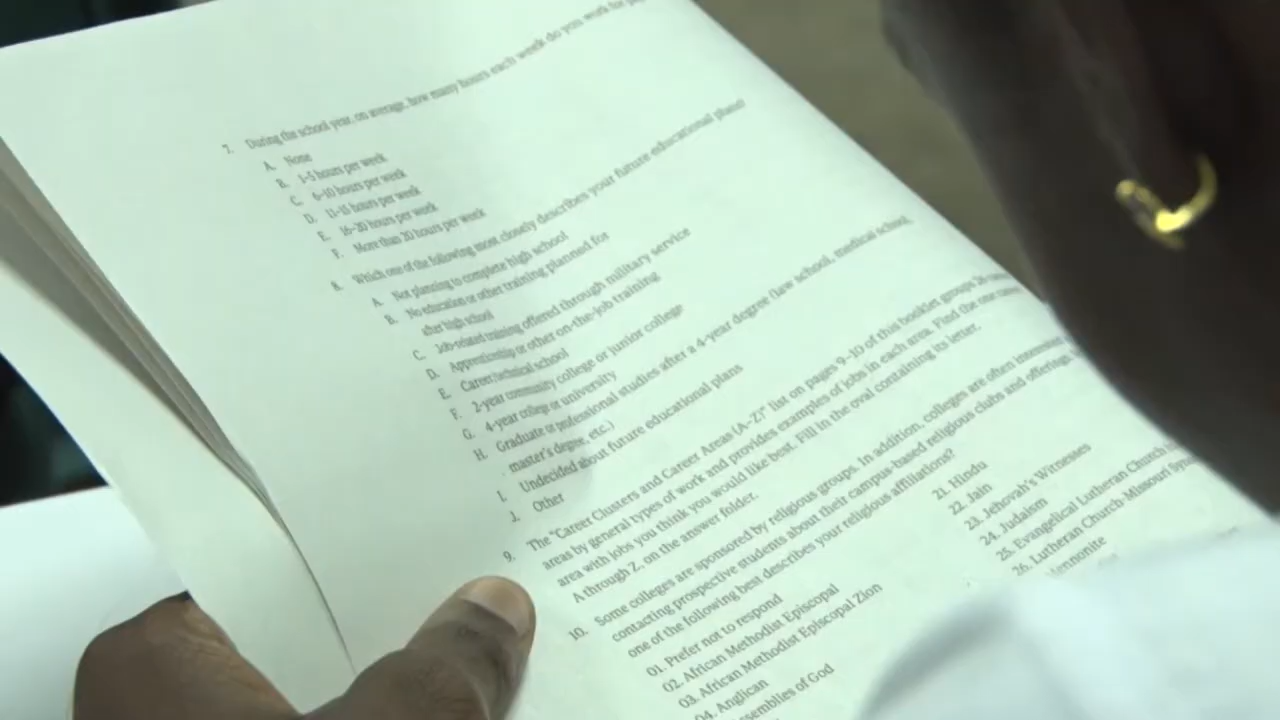 7. During the school year, on average, how many hours each week do you work for
A. None
B. 1–5 hours per week
C. 6–10 hours per week
D. 11–15 hours per week
E. 16–20 hours per week
F. More than 20 hours per week
8. Which one of the following most closely describes your future educational plans?
A. Not planning to complete high school
B. No education or other training planned for
after high school
C. Job-related training offered through military service
D. Apprenticeship or other on-the-job training
E. Career/technical school
F. 2-year community college or junior college
G. 4-year college or university
H. Graduate or professional studies after a 4-year degree (law school, medical school,
master's degree, etc.)
I. Undecided about future educational plans
J. Other
9. The "Career Clusters and Career Areas (A–Z)" list on pages 9–10 of this booklet groups 26
areas by general types of work and provides examples of jobs in each area. Find the one
area with jobs you think you would like best. Fill in the oval containing its letter,
A through Z, on the answer folder.
10. Some colleges are sponsored by religious groups. In addition, colleges are often
contacting prospective students about their campus-based religious clubs and offerings.
one of the following best describes your religious affiliations?
01. Prefer not to respond
02. African Methodist Episcopal
03. African Methodist Episcopal Zion
04. Anglican
of God
21. Hindu
22. Jain
23. Jehovah's Witnesses
24. Judaism
25. Evangelical Lutheran Church
26. Lutheran Church-Missouri